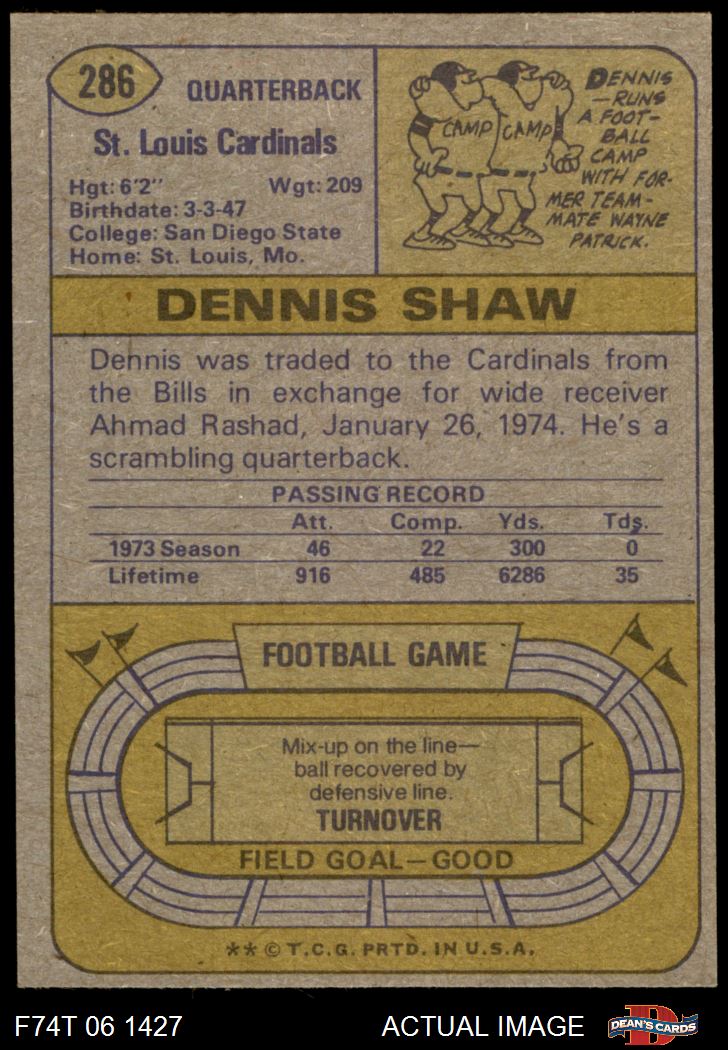 286
QUARTERBACK
St. Louis Cardinals
Hgt: 6'2" Wgt: 209
Birthdate: 3-3-47
College: San Diego State
Home: St. Louis, Mo.
CAMP CAMP
DENNIS
—RUNS
A FOOT-
BALL
CAMP
WITH FOR-
MER TEAM-
MATE WAYNE
PATRICK.
DENNIS SHAW
Dennis was traded to the Cardinals from
the Bills in exchange for wide receiver
Ahmad Rashad, January 26, 1974. He's a
scrambling quarterback.
PASSING RECORD
Att. Comp. Yds. Tds.
1973 Season 46 22 300 0
Lifetime 916 485 6286 35
FOOTBALL GAME
Mix-up on the line—
ball recovered by
defensive line.
TURNOVER
FIELD GOAL—GOOD
** © T.C.G. PRTD. IN U.S.A.
F74T 06 1427 ACTUAL IMAGE D DEAN'S CARDS